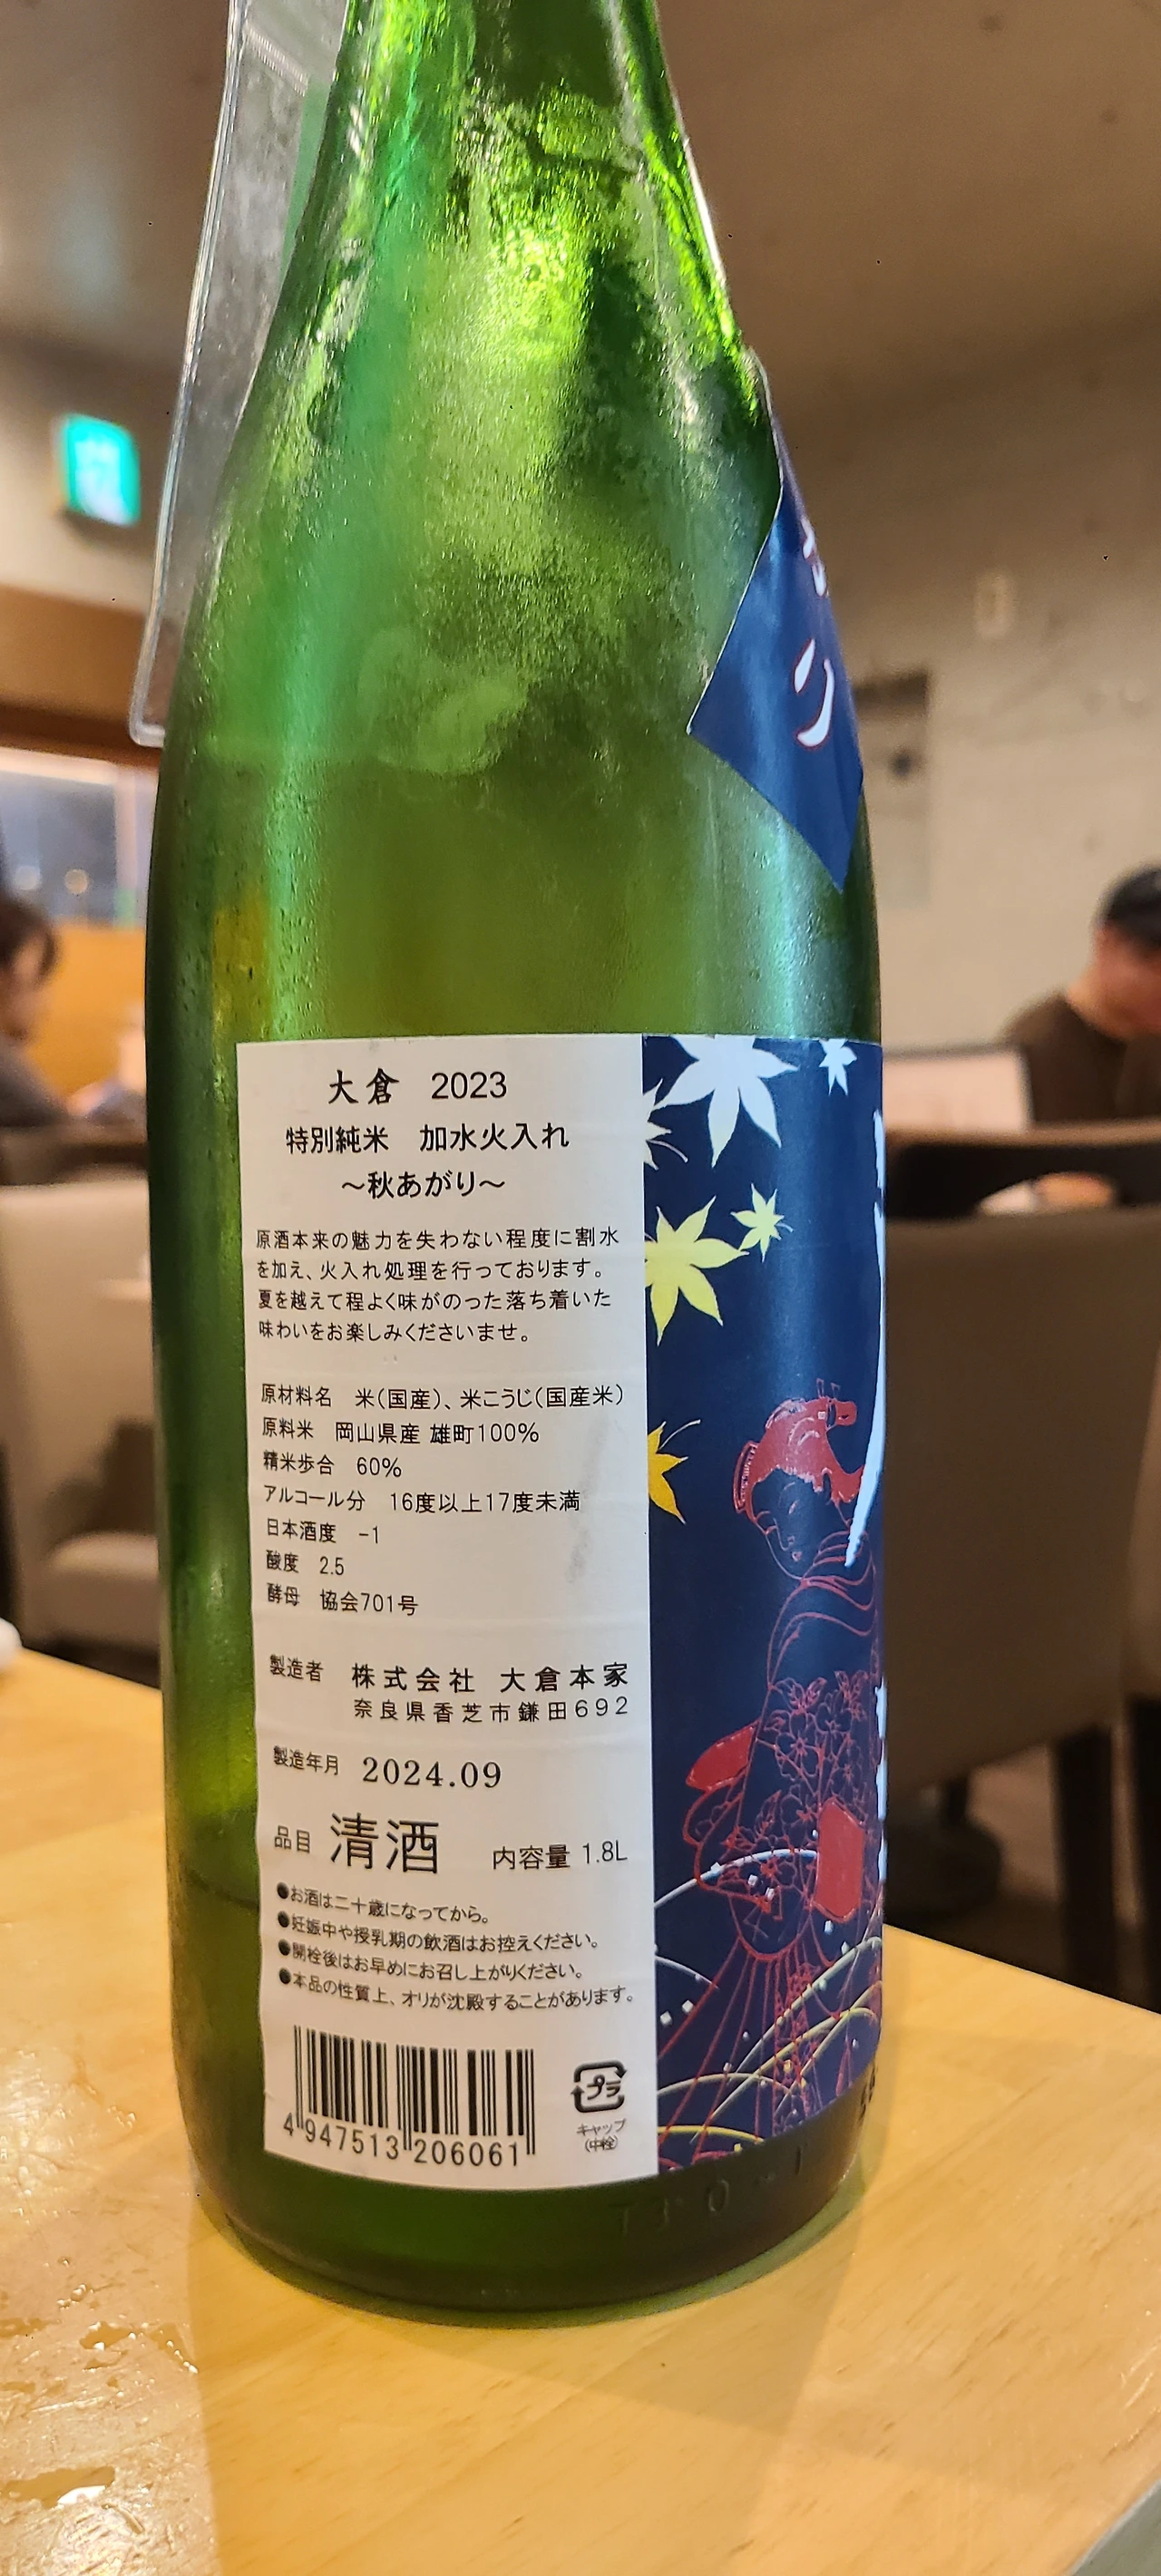 大倉 2023
特別純米 加水火入れ
～秋あがり～
原酒本来の魅力を失わない程度に割水
を加え、火入れ処理を行っております。
夏を越えて程よく味がのった落ち着いた
味わいをお楽しみくださいませ。
原材料名 米(国産)、米こうじ(国産米)
原料米 岡山県産 雄町100%
精米歩合 60%
アルコール分 16度以上17度未満
日本酒度 -1
酸度 2.5
酵母 協会701号
製造者 株式会社 大倉本家
奈良県香芝市鎌田692
製造年月 2024.09
品目 清酒 内容量 1.8L
●お酒は二十歳になってから。
●妊娠中や授乳期の飲酒はお控えください。
●開栓後はお早めにお召し上がりください。
●本品の性質上、オリが沈殿することがあります。
4 947513 206061
プラ
キャップ
(中栓)
り